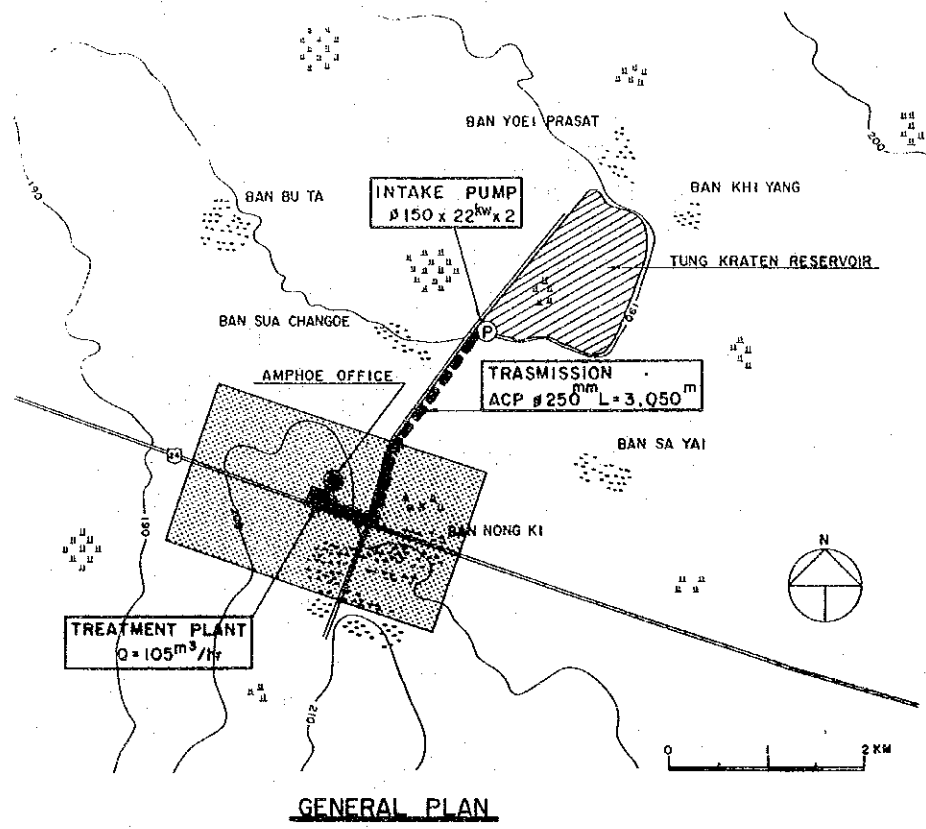 200
BAN YOEI PRASAT
190
BAN BU TA
INTAKE PUMP
ø150 x 22kw x 2
BAN KHI YANG
TUNG KRATEN RESERVOIR
190
BAN SUA CHANGOE
P
AMPHOE OFFICE
TRASMISSION
ACP ø250mm L=3,050m
BAN SA YAI
24
190
200
BAN NONG KI
N
TREATMENT PLANT
Q=105m³/hr
210
0 1 2 KM
GENERAL PLAN